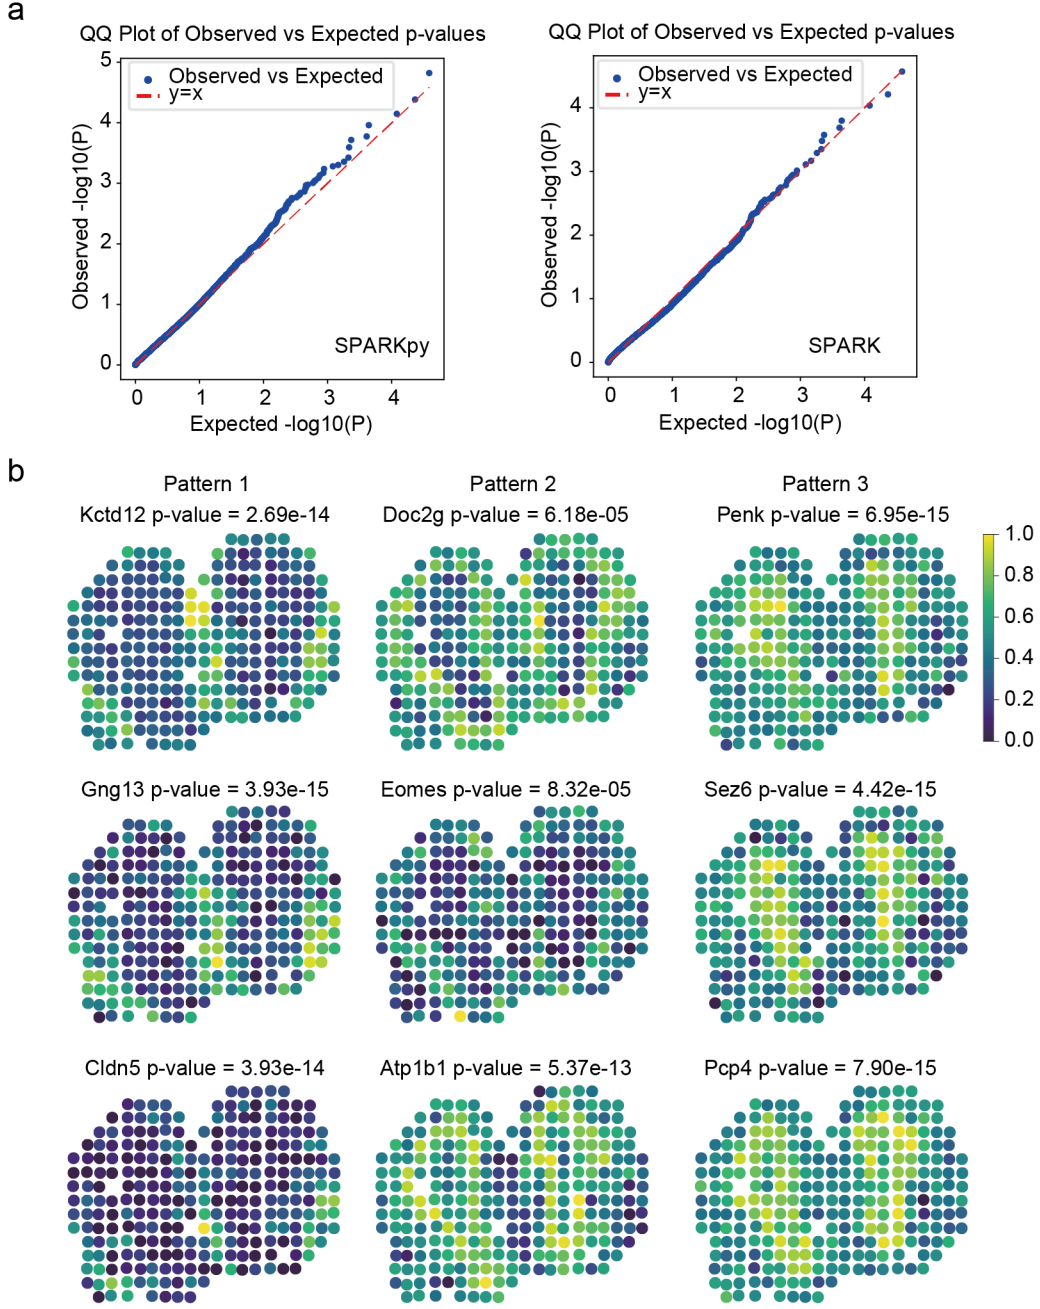 a
QQ Plot of Observed vs Expected p-values
5
4
3
2
1
0
Observed -log10(P)
Observed vs Expected
y=x
SPARKpy
0 1 2 3 4
Expected -log10(P)
QQ Plot of Observed vs Expected p-values
4
3
2
1
0
Observed -log10(P)
Observed vs Expected
y=x
SPARK
0 1 2 3 4
Expected -log10(P)
b
Pattern 1 Pattern 2 Pattern 3
Kctd12 p-value = 2.69e-14 Doc2g p-value = 6.18e-05 Penk p-value = 6.95e-15
1.0
0.8
0.6
0.4
0.2
0.0
Gng13 p-value = 3.93e-15 Eomes p-value = 8.32e-05 Sez6 p-value = 4.42e-15
Cldn5 p-value = 3.93e-14 Atp1b1 p-value = 5.37e-13 Pcp4 p-value = 7.90e-15